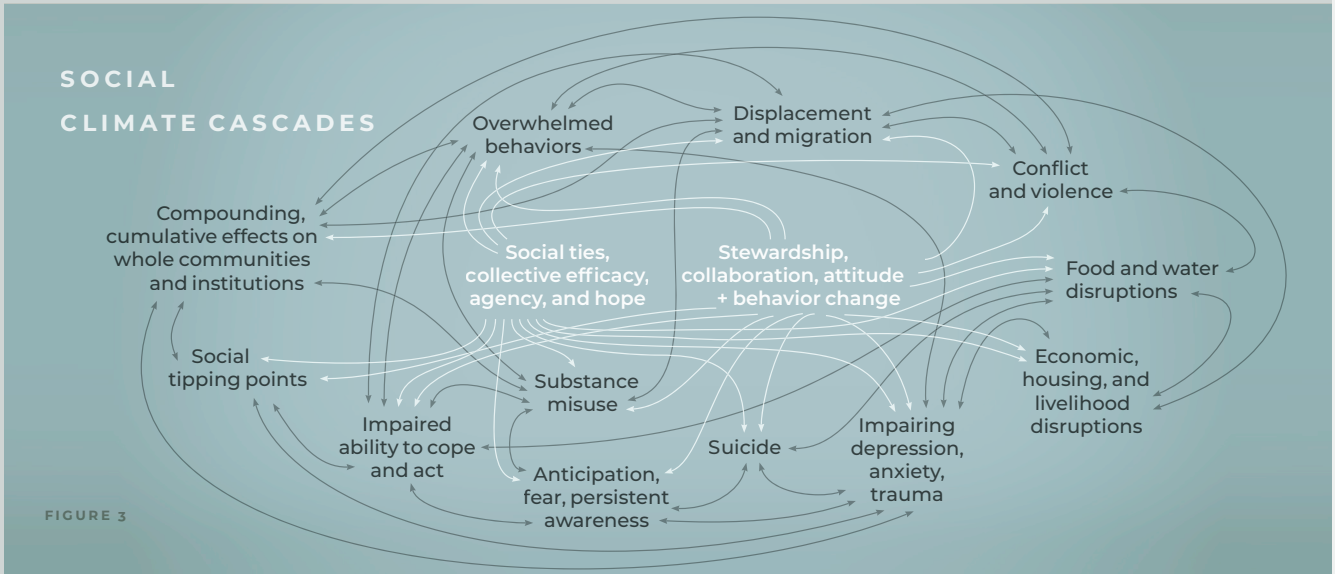 SOCIAL
CLIMATE CASCADES
Overwhelmed
behaviors
Displacement
and migration
Conflict
and violence
Compounding,
cumulative effects on
whole communities
and institutions
Social ties,
collective efficacy,
agency, and hope
Stewardship,
collaboration, attitude
+ behavior change
Food and water
disruptions
Social
tipping points
Substance
misuse
Economic,
housing, and
livelihood
disruptions
Impaired
ability to cope
and act
Suicide
Impairing
depression,
anxiety,
trauma
Anticipation,
fear, persistent
awareness
FIGURE 3